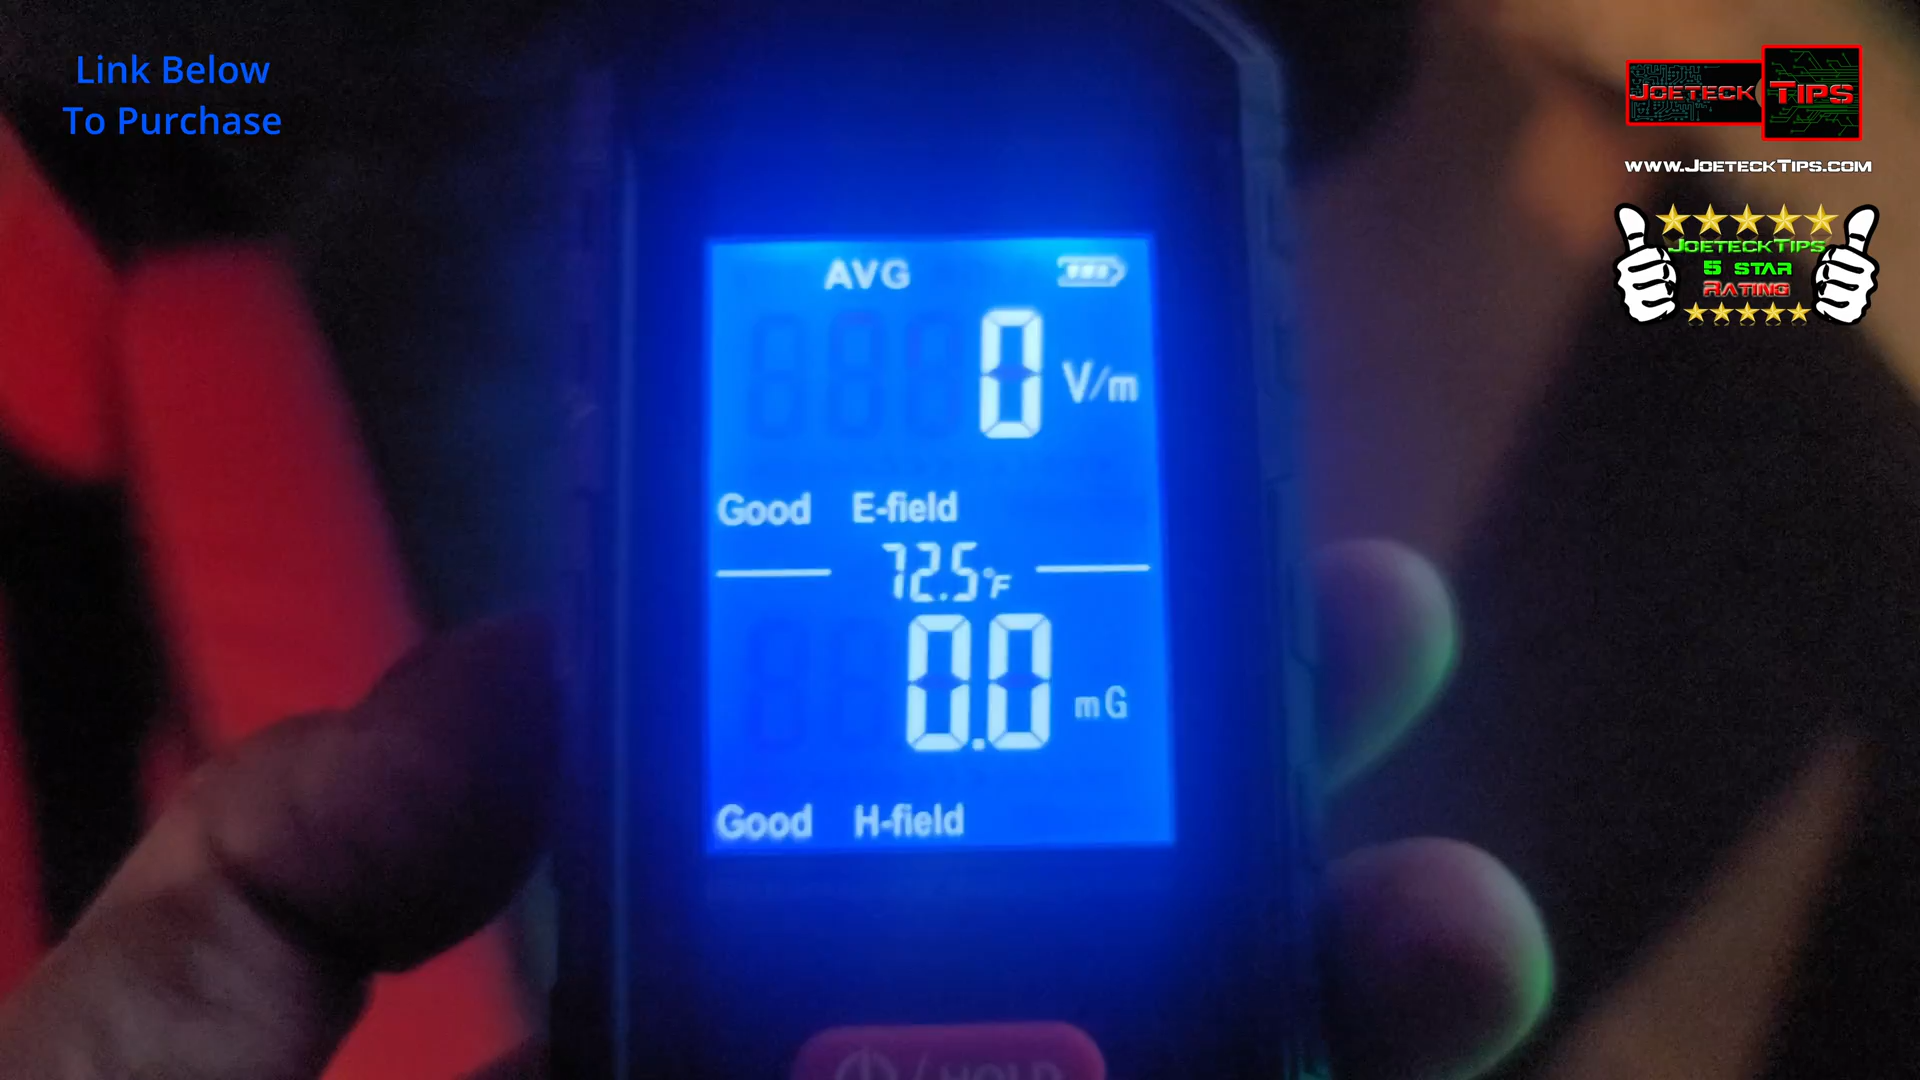 Link Below
To Purchase
JOETECK TIPS
WWW.JOETECKTIPS.COM
JOETECKTIPS
5 STAR
RATING
AVG
0 V/m
Good E-field
72.5°F
0.0 mG
Good H-field
/ HOLD